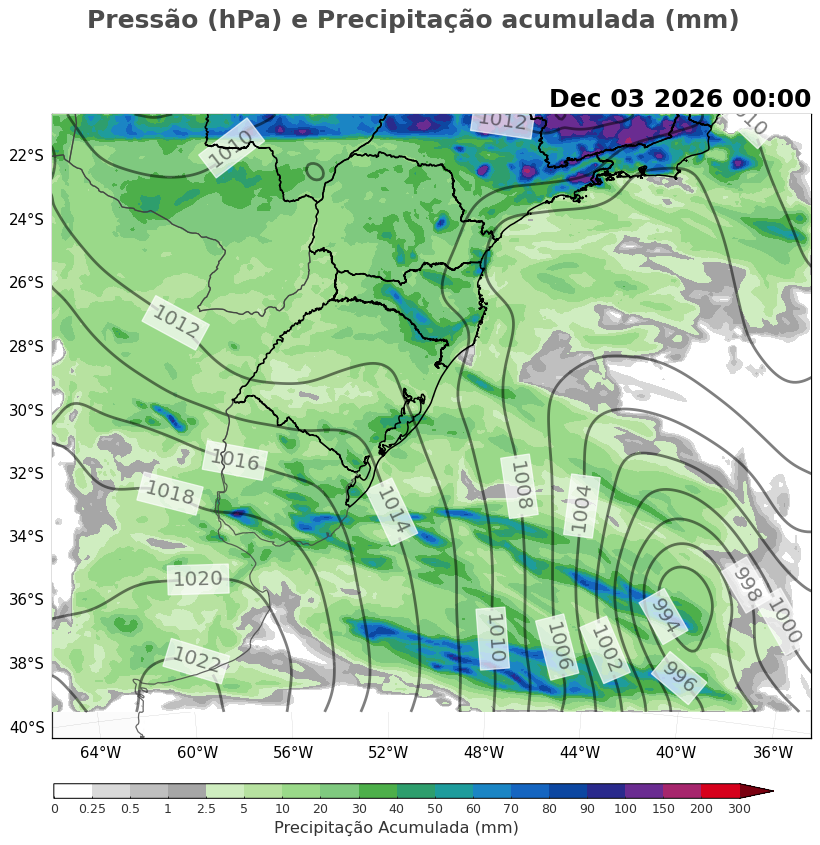 Pressão (hPa) e Precipitação acumulada (mm)
Dec 03 2026 00:00
1010
1012
1010
1012
1016
1018
1014
1008
1004
1020
1022
1010
1006
1002
994
996
998
1000
22°S
24°S
26°S
28°S
30°S
32°S
34°S
36°S
38°S
40°S
64°W 60°W 56°W 52°W 48°W 44°W 40°W 36°W
0 0.25 0.5 1 2.5 5 10 20 30 40 50 60 70 80 90 100 150 200 300
Precipitação Acumulada (mm)